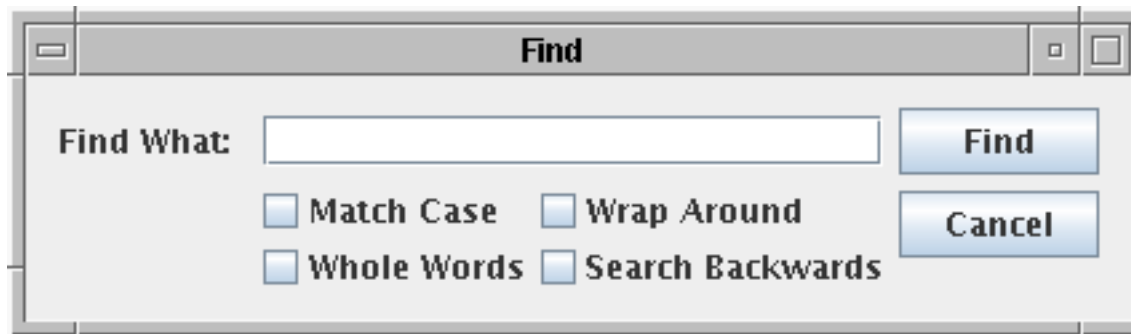 Find
Find What: Find
Match Case Wrap Around Cancel
Whole Words Search Backwards